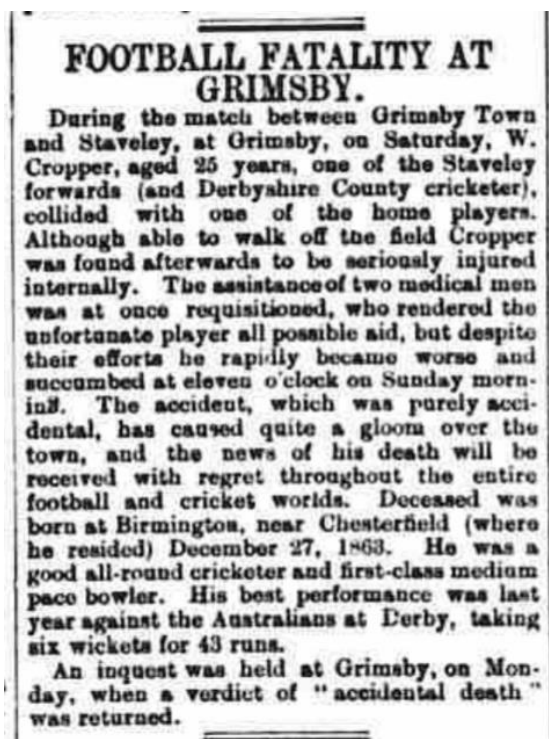 FOOTBALL FATALITY AT
GRIMSBY.
During the match between Grimsby Town
and Staveley, at Grimsby, on Saturday, W.
Cropper, aged 25 years, one of the Staveley
forwards (and Derbyshire County cricketer),
collided with one of the home players.
Although able to walk off the field Cropper
was found afterwards to be seriously injured
internally. The assistance of two medical men
was at once requisitioned, who rendered the
unfortunate player all possible aid, but despite
their efforts he rapidly became worse and
succumbed at eleven o'clock on Sunday morn-
ing. The accident, which was purely acci-
dental, has caused quite a gloom over the
town, and the news of his death will be
received with regret throughout the entire
football and cricket worlds. Deceased was
born at Birmington, near Chesterfield (where
he resided) December 27, 1863. He was a
good all-round cricketer and first-class medium
pace bowler. His best performance was last
year against the Australians at Derby, taking
six wickets for 43 runs.
An inquest was held at Grimsby, on Mon-
day, when a verdict of "accidental death"
was returned.